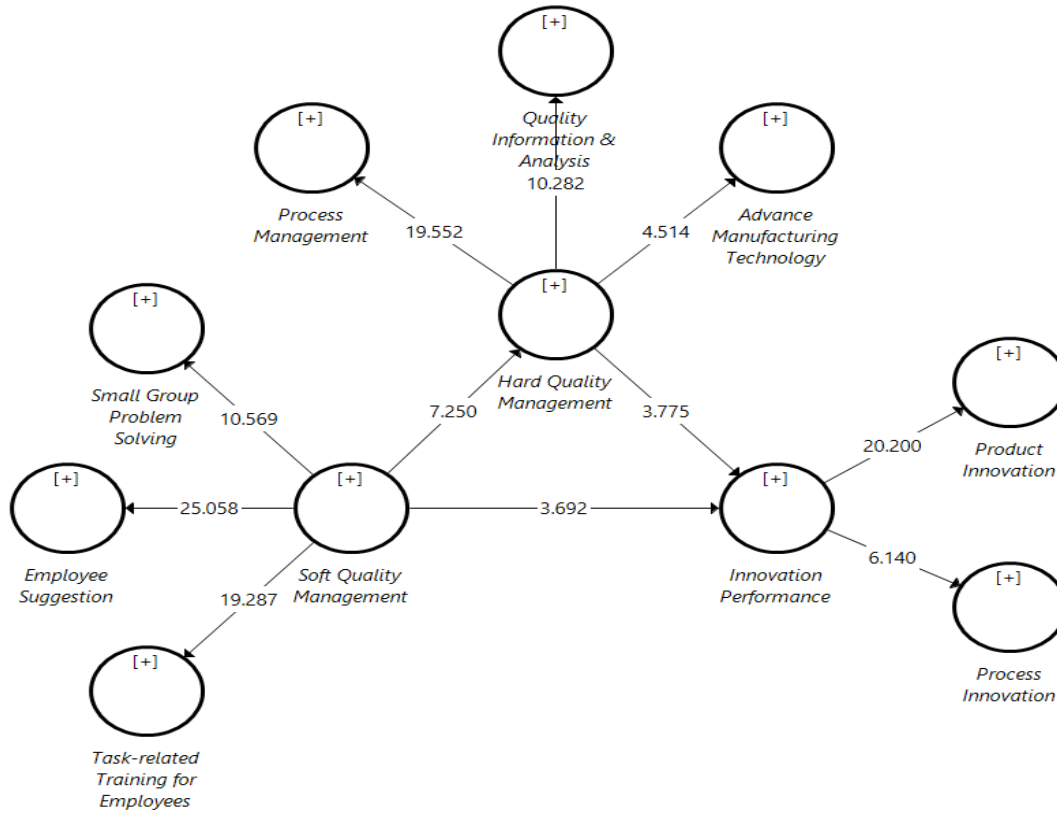 [+]
Quality
Information &
Analysis
10.282
[+]
Process
Management
19.552
[+]
Advance
Manufacturing
Technology
4.514
[+]
Hard Quality
Management
[+]
Small Group
Problem
Solving
10.569
7.250
3.775
[+]
Product
Innovation
20.200
[+]
Employee
Suggestion
25.058
[+]
Soft Quality
Management
3.692
[+]
Innovation
Performance
6.140
[+]
Process
Innovation
19.287
[+]
Task-related
Training for
Employees